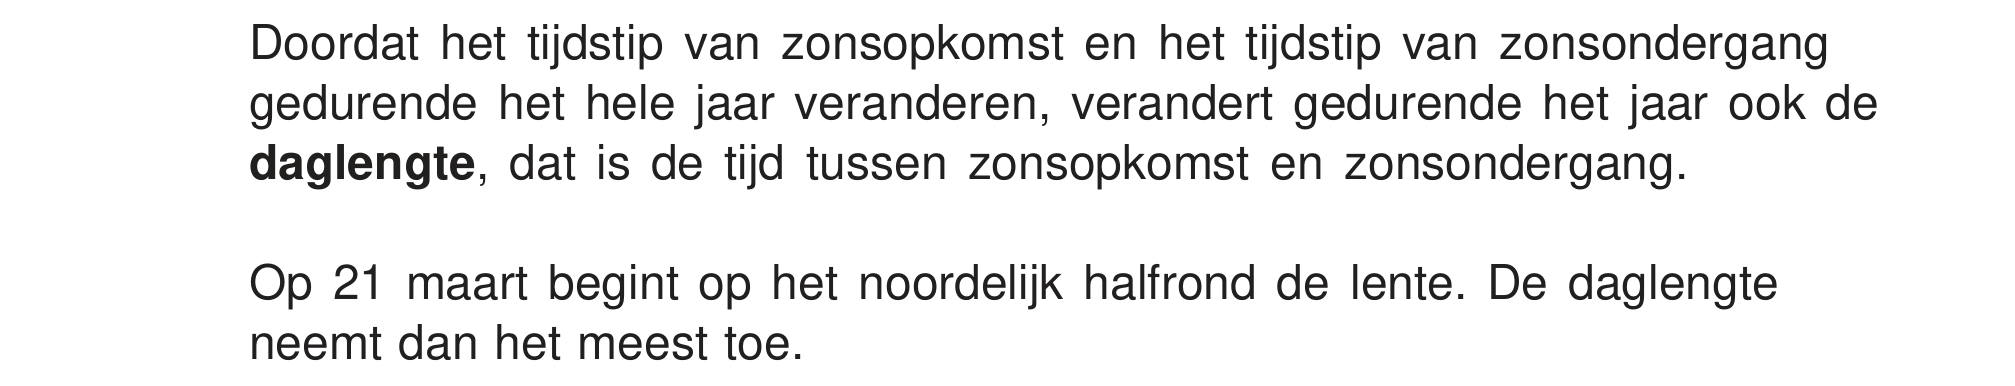 Doordat het tijdstip van zonsopkomst en het tijdstip van zonsondergang
gedurende het hele jaar veranderen, verandert gedurende het jaar ook de
daglengte, dat is de tijd tussen zonsopkomst en zonsondergang.
Op 21 maart begint op het noordelijk halfrond de lente. De daglengte
neemt dan het meest toe.